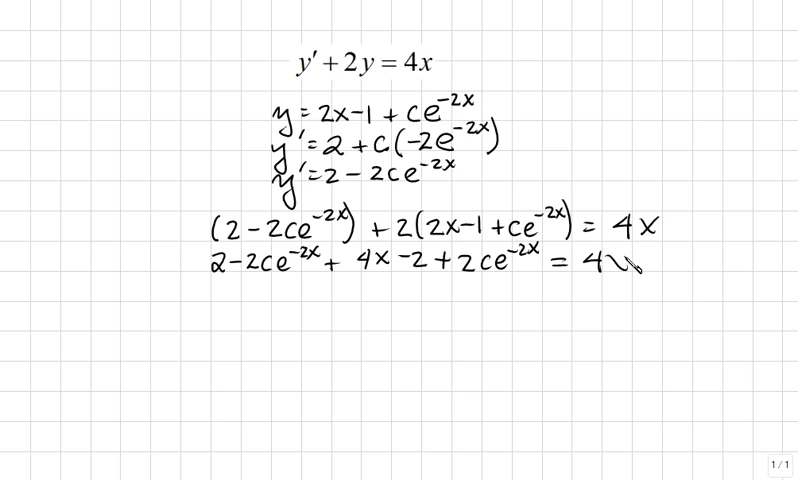 y′ + 2y = 4x
y = 2x-1 + ce^{-2x}
y′ = 2 + c(-2e^{-2x})
y′ = 2 - 2ce^{-2x}
(2-2ce^{-2x}) + 2(2x-1+ce^{-2x}) = 4x
2-2ce^{-2x} + 4x -2 + 2ce^{-2x} = 4
1 / 1